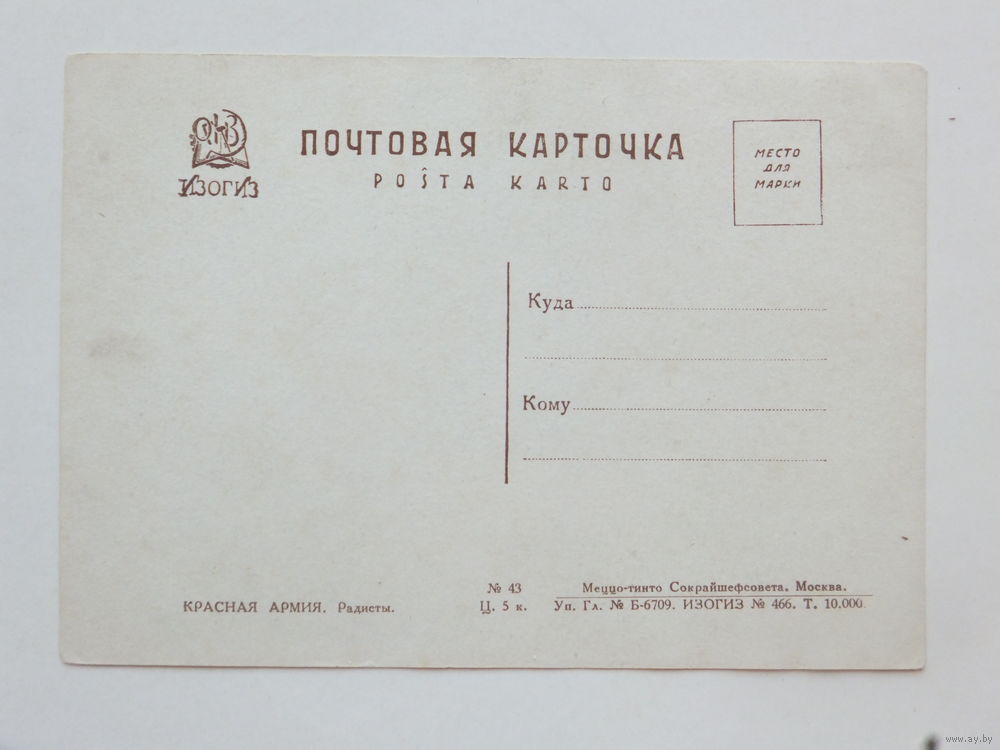 ОГИЗ
ИЗОГИЗ
ПОЧТОВАЯ КАРТОЧКА
POŜTA KARTO
МЕСТО
ДЛЯ
МАРКИ
Куда
Кому
КРАСНАЯ АРМИЯ. Радисты.
№ 43
Ц. 5 к.
Меццо-тинто Сокрайшефсовета. Москва.
Уп. Гл. № Б-6709. ИЗОГИЗ № 466. Т. 10.000.
www.ay.by